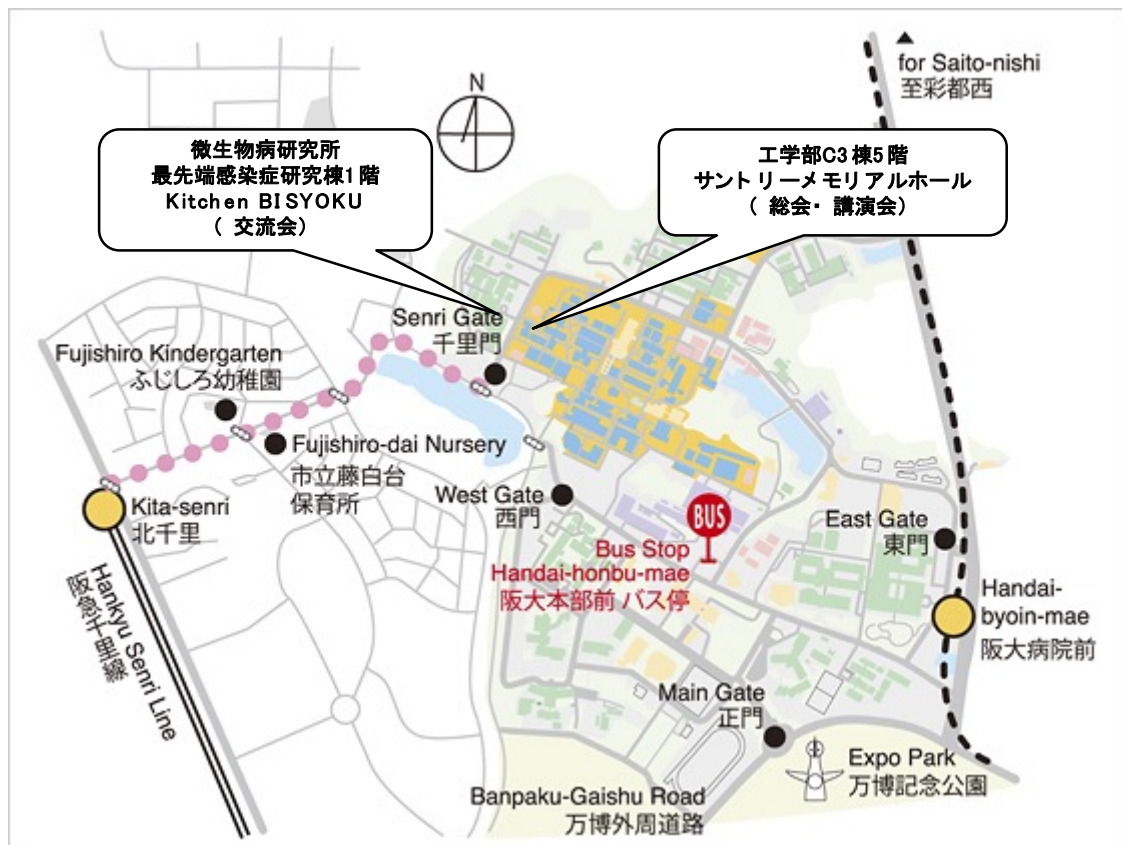 for Saito-nishi
至彩都西
N
微生物病研究所
最先端感染症研究棟1階
Kitchen BISYOKU
（ 交流会）
工学部C3棟5階
サントリーメモリアルホール
（ 総会・ 講演会）
Senri Gate
千里門
Fujishiro Kindergarten
ふじしろ幼稚園
Fujishiro-dai Nursery
市立藤白台
保育所
Kita-senri
北千里
West Gate
西門
BUS
Bus Stop
Handai-honbu-mae
阪大本部前 バス停
East Gate
東門
Handai-
byoin-mae
阪大病院前
Hankyu Senri Line
阪急千里線
Main Gate
正門
Expo Park
万博記念公園
Banpaku-Gaishu Road
万博外周道路